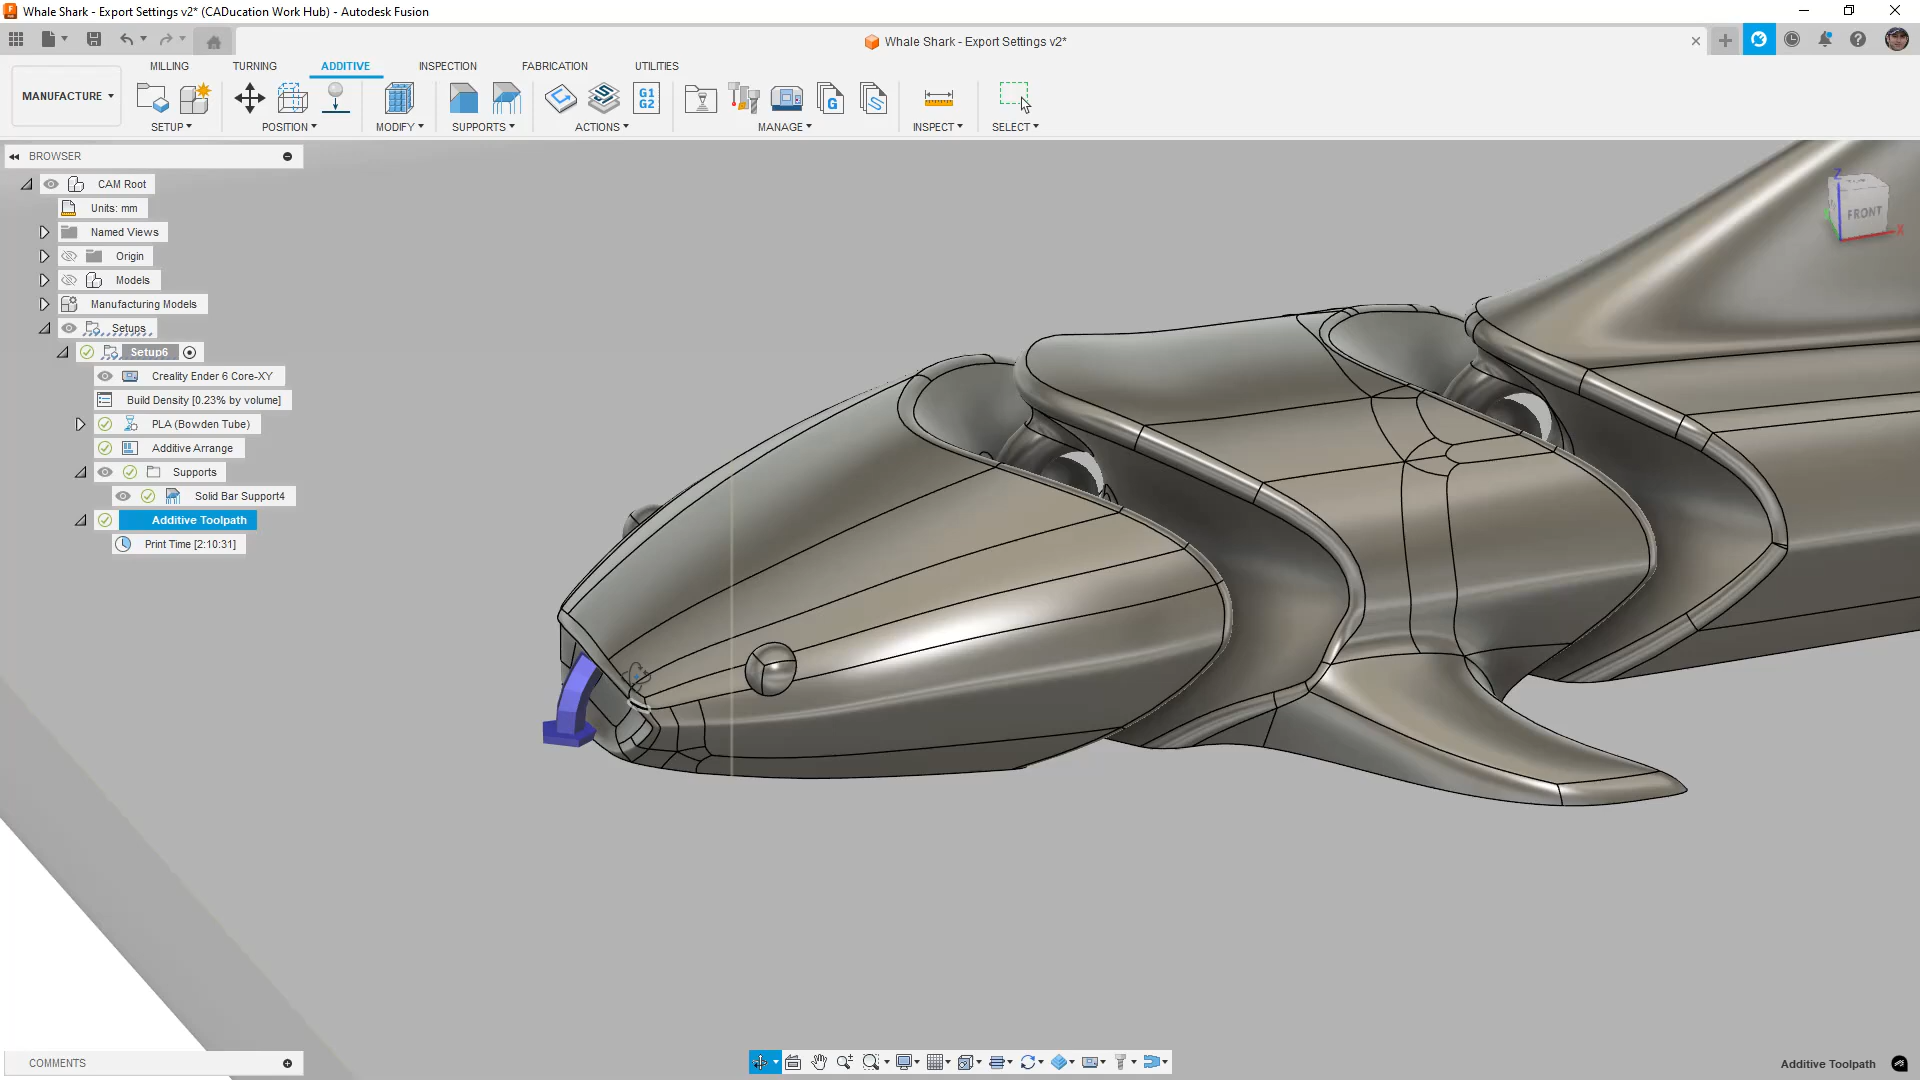 Whale Shark - Export Settings v2* (CADucation Work Hub) - Autodesk Fusion
Whale Shark - Export Settings v2*
MILLING TURNING ADDITIVE INSPECTION FABRICATION UTILITIES
MANUFACTURE
G1
G2
G
SETUP POSITION MODIFY SUPPORTS ACTIONS MANAGE INSPECT SELECT
BROWSER
CAM Root
Units: mm
Named Views
Origin
Models
Manufacturing Models
Setups
Setup6
Creality Ender 6 Core-XY
Build Density [0.23% by volume]
PLA (Bowden Tube)
Additive Arrange
Supports
Solid Bar Support4
Additive Toolpath
Print Time [2:10:31]
Z
FRONT
X
COMMENTS
Additive Toolpath